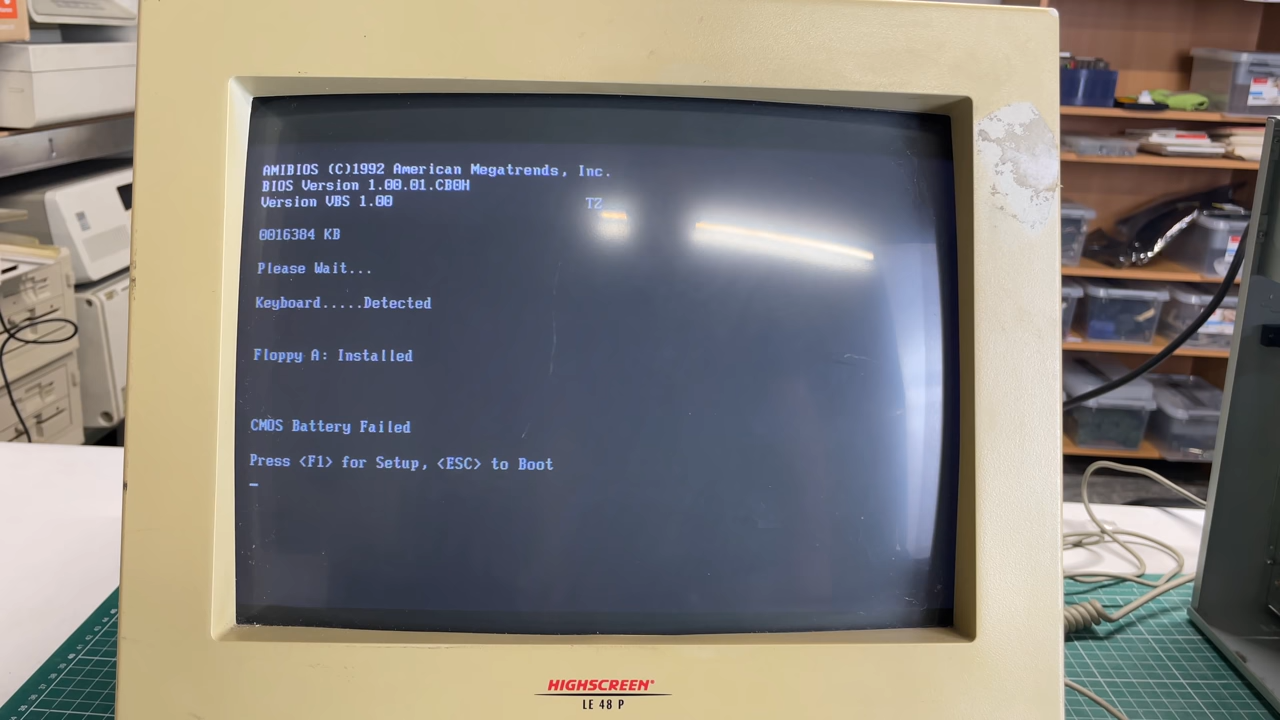 AMIBIOS (C)1992 American Megatrends, Inc.
BIOS Version 1.00.01.CB0H
Version VBS 1.00 TZ
0016384 KB
Please Wait...
Keyboard.....Detected
Floppy A: Installed
CMOS Battery Failed
Press <F1> for Setup, <ESC> to Boot
HIGHSCREEN
LE 48 P